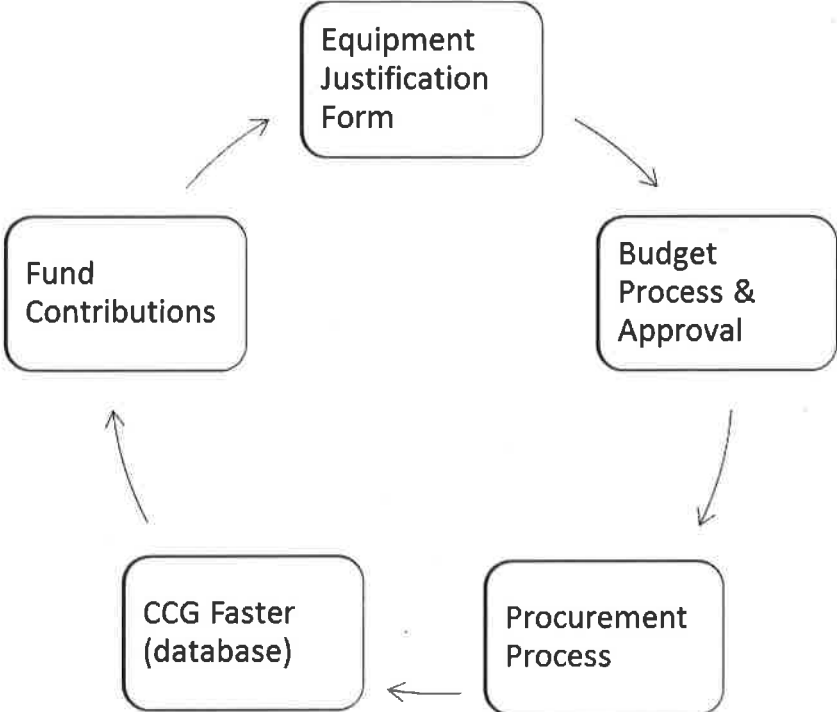 Equipment
Justification
Form
Budget
Process &
Approval
Procurement
Process
CCG Faster
(database)
Fund
Contributions